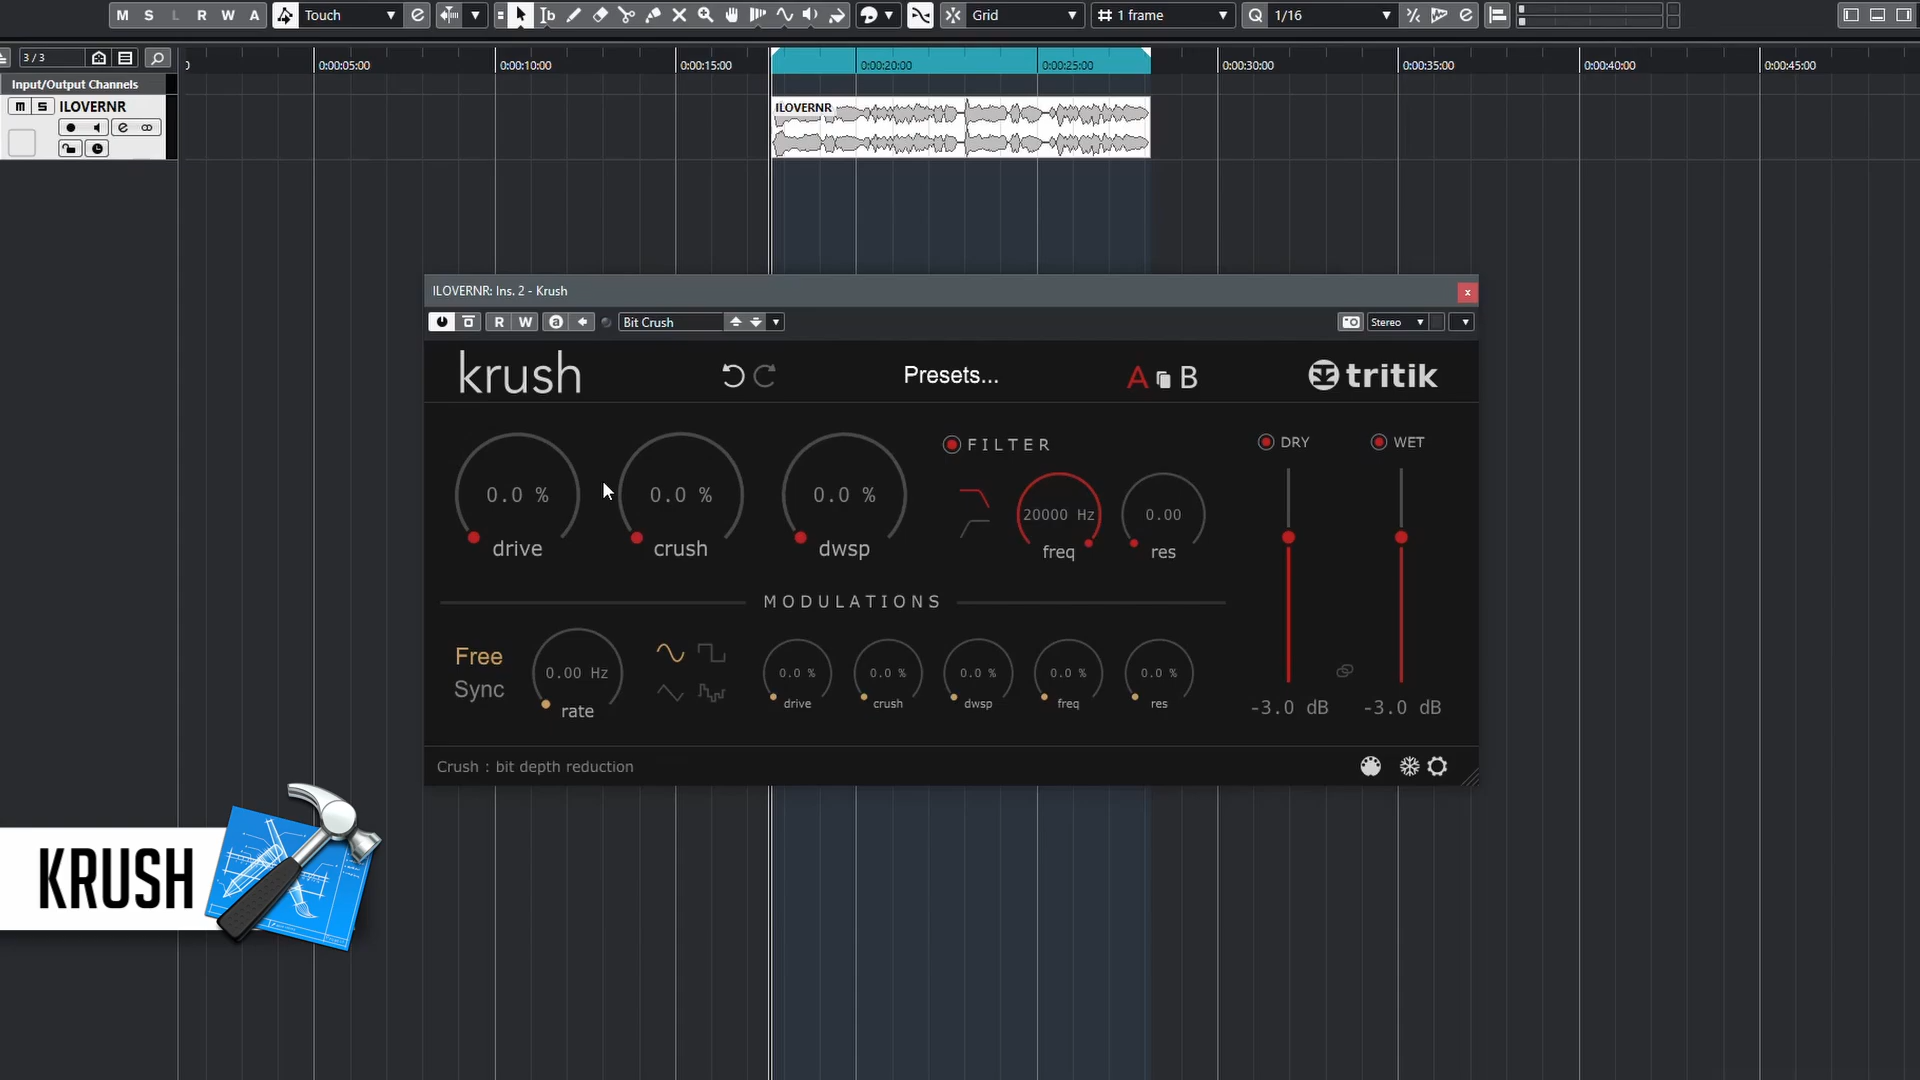 M S L R W A Touch Grid 1 frame Q 1/16
3/3
0:00:05:00 0:00:10:00 0:00:15:00 0:00:20:00 0:00:25:00 0:00:30:00 0:00:35:00 0:00:40:00 0:00:45:00
Input/Output Channels
m S ILOVERNR
ILOVERNR
ILOVERNR: Ins. 2 - Krush
R W a Bit Crush Stereo
krush Presets... A B tritik
FILTER DRY WET
0.0 % 0.0 % 0.0 % 20000 Hz 0.00
drive crush dwsp freq res
MODULATIONS
Free
Sync
0.00 Hz 0.0 % 0.0 % 0.0 % 0.0 % 0.0 %
rate drive crush dwsp freq res
-3.0 dB -3.0 dB
Crush : bit depth reduction
KRUSH